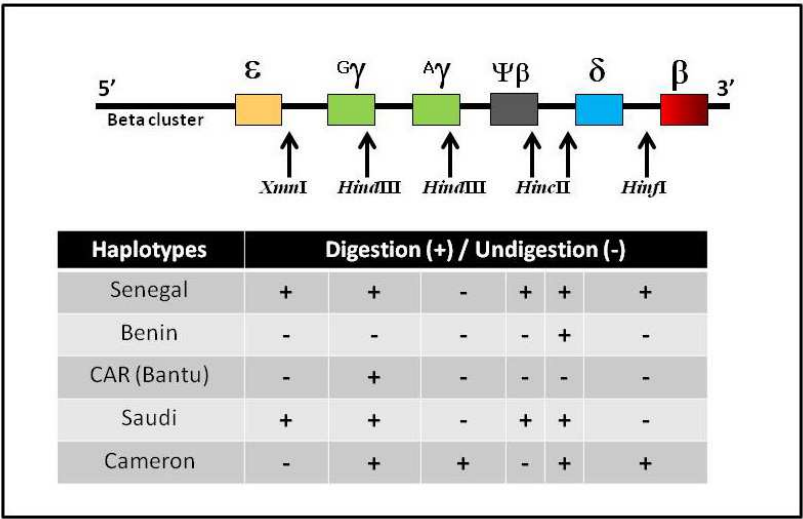 ε Gγ Aγ Ψβ δ β
5’ 3’
Beta cluster
XmnI HindIII HindIII HincII HinfI
Haplotypes Digestion (+) / Undigestion (-)
Senegal + + - + + +
Benin - - - - + -
CAR (Bantu) - + - - - -
Saudi + + - + + -
Cameron - + + - + +